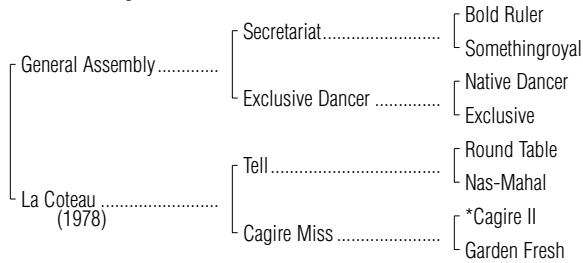 Bold Ruler
Secretariat....................
Somethingroyal
General Assembly .............
Native Dancer
Exclusive Dancer ..............
Exclusive
Round Table
Tell....................................
Nas-Mahal
La Coteau .........................
(1978)
*Cagire II
Cagire Miss ......................
Garden Fresh